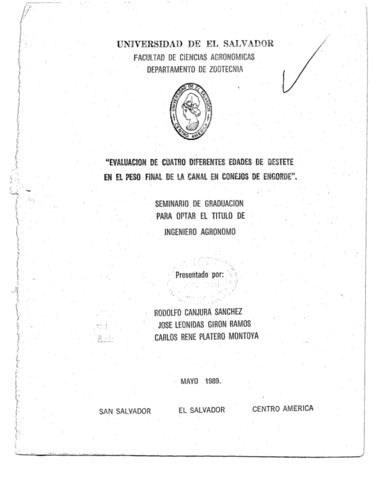 UNIVERSIDAD DE EL SALVADOR
FACULTAD DE CIENCIAS AGRONOMICAS
DEPARTAMENTO DE ZOOTECNIA
"EVALUACION DE CUATRO DIFERENTES EDADES DE DESTETE
EN EL PESO FINAL DE LA CANAL EN CONEJOS DE ENGORDE".
SEMINARIO DE GRADUACION
PARA OPTAR EL TITULO DE
INGENIERO AGRONOMO
Presentado por:
RODOLFO CANJURA SANCHEZ
JOSE LEONIDAS GIRON RAMOS
CARLOS RENE PLATERO MONTOYA
MAYO 1989.
SAN SALVADOR EL SALVADOR CENTRO AMERICA